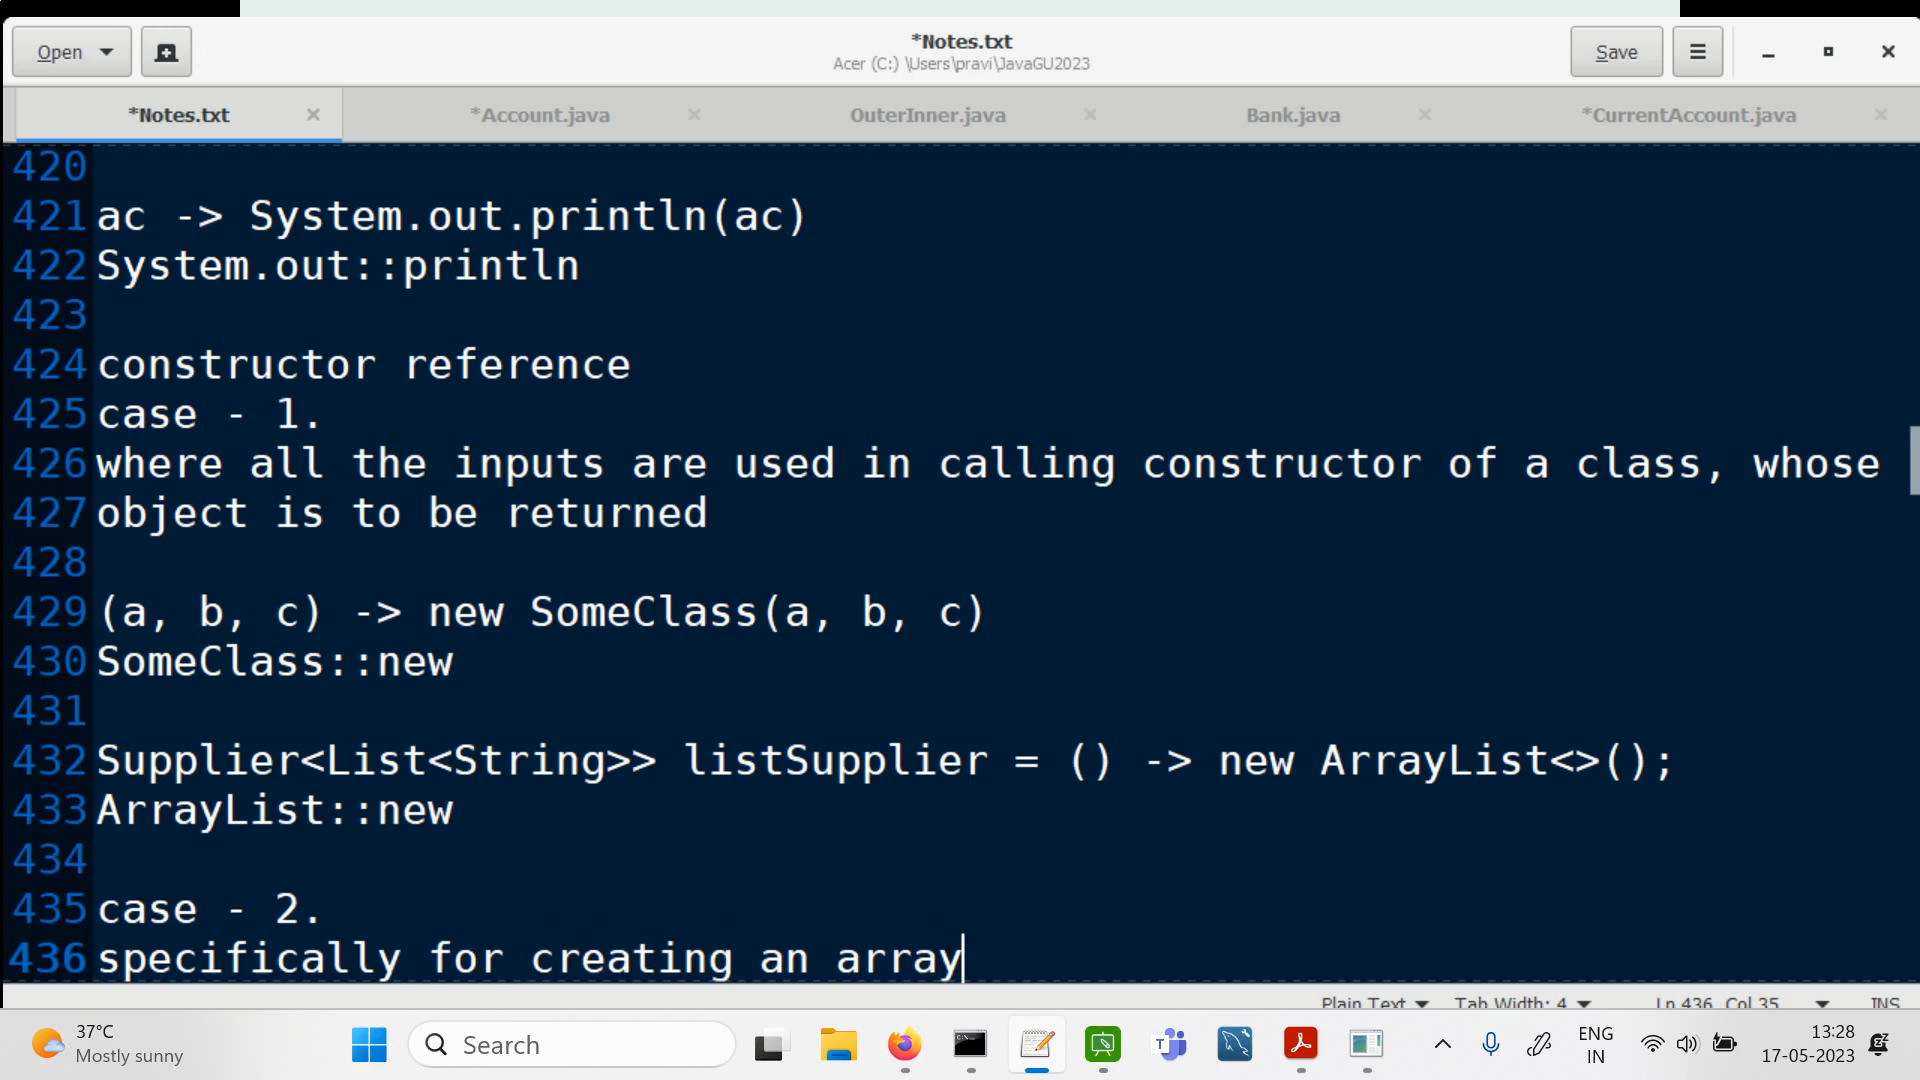 Open
*Notes.txt
Acer (C:) \Users\pravi\JavaGU2023
Save
*Notes.txt
*Account.java
OuterInner.java
Bank.java
*CurrentAccount.java
420
421 ac -> System.out.println(ac)
422 System.out::println
423
424 constructor reference
425 case - 1.
426 where all the inputs are used in calling constructor of a class, whose
427 object is to be returned
428
429 (a, b, c) -> new SomeClass(a, b, c)
430 SomeClass::new
431
432 Supplier<List<String>> listSupplier = () -> new ArrayList<>();
433 ArrayList::new
434
435 case - 2.
436 specifically for creating an array
Plain Text Tab Width: 4 Ln 436, Col 35 INS
37°C
Mostly sunny
Search
ENG
IN
13:28
17-05-2023